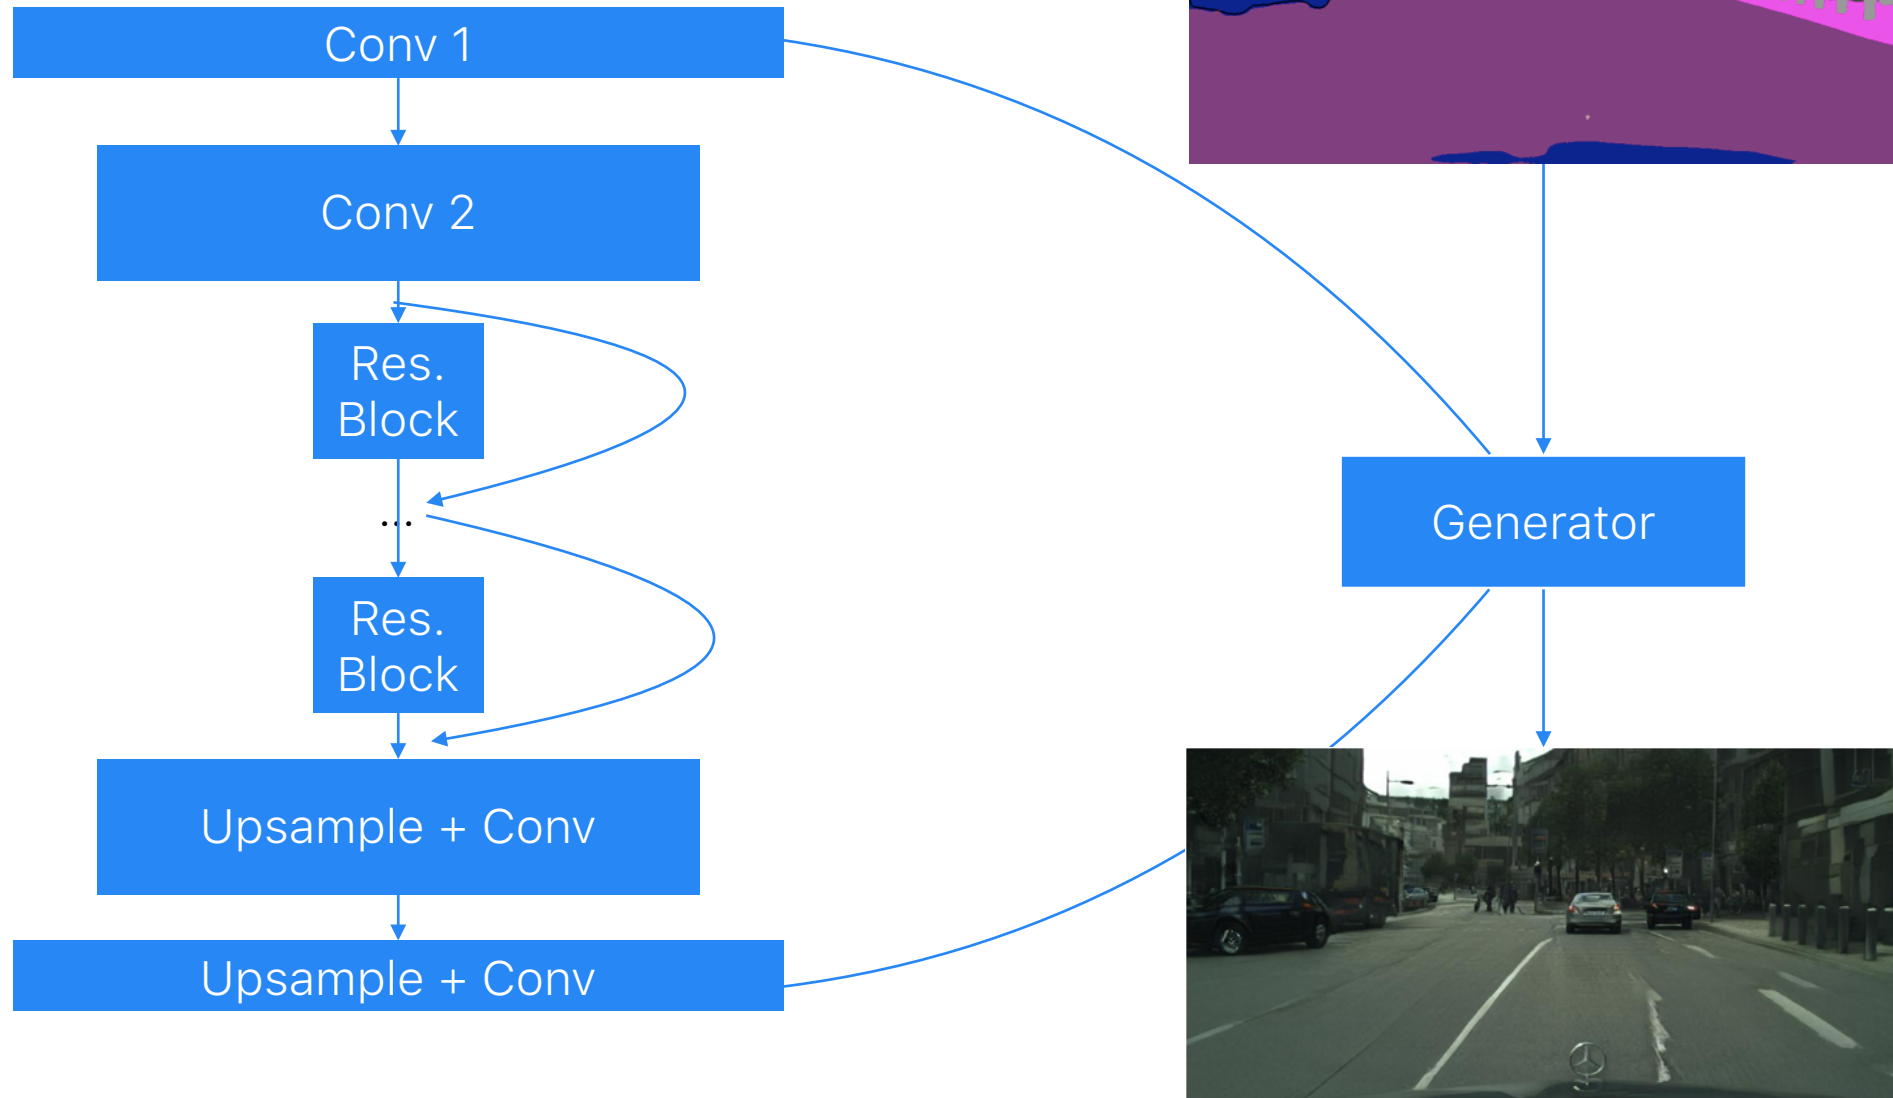 Conv 1
Conv 2
Res.
Block
...
Res.
Block
Upsample + Conv
Upsample + Conv
Generator